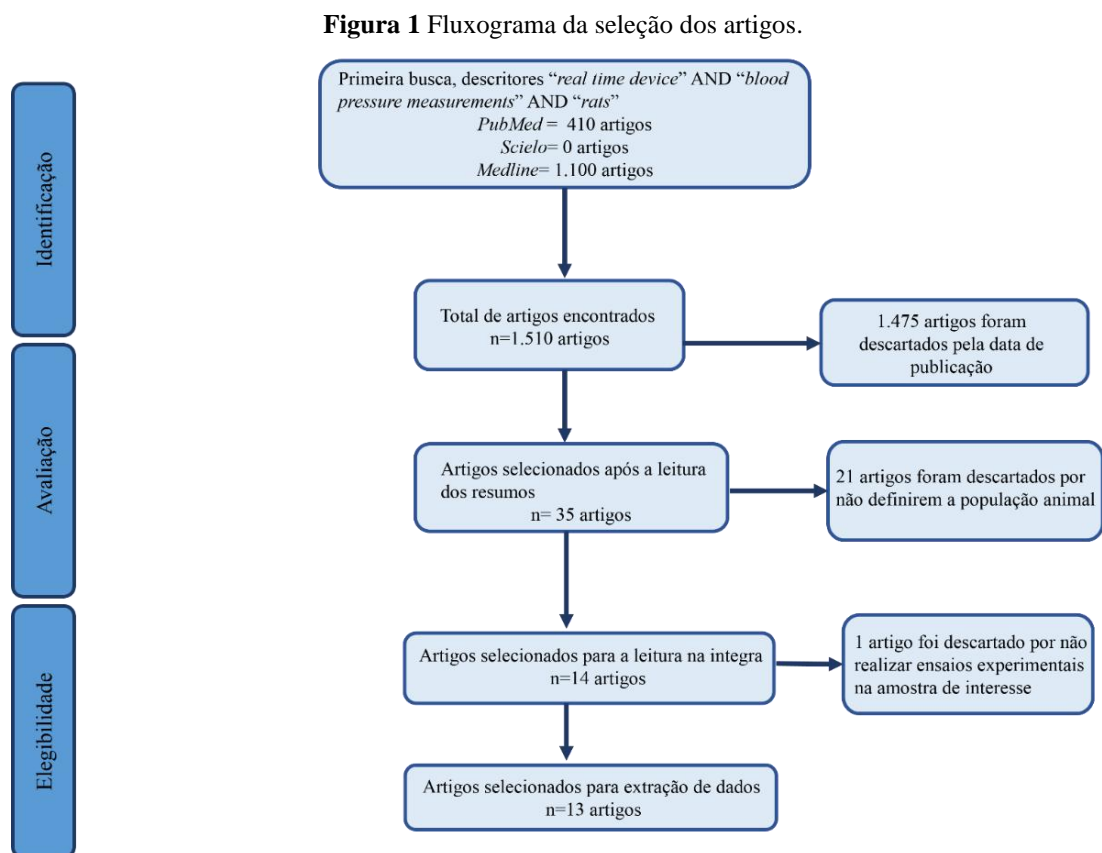 Figura 1 Fluxograma da seleção dos artigos.
Identificação
Primeira busca, descritores “real time device” AND “blood
pressure measurements” AND “rats”
PubMed = 410 artigos
Scielo= 0 artigos
Medline= 1.100 artigos
Total de artigos encontrados
n=1.510 artigos
1.475 artigos foram
descartados pela data de
publicação
Avaliação
Artigos selecionados após a leitura
dos resumos
n= 35 artigos
21 artigos foram descartados por
não definirem a população animal
Elegibilidade
Artigos selecionados para a leitura na integra
n=14 artigos
1 artigo foi descartado por não
realizar ensaios experimentais
na amostra de interesse
Artigos selecionados para extração de dados
n=13 artigos